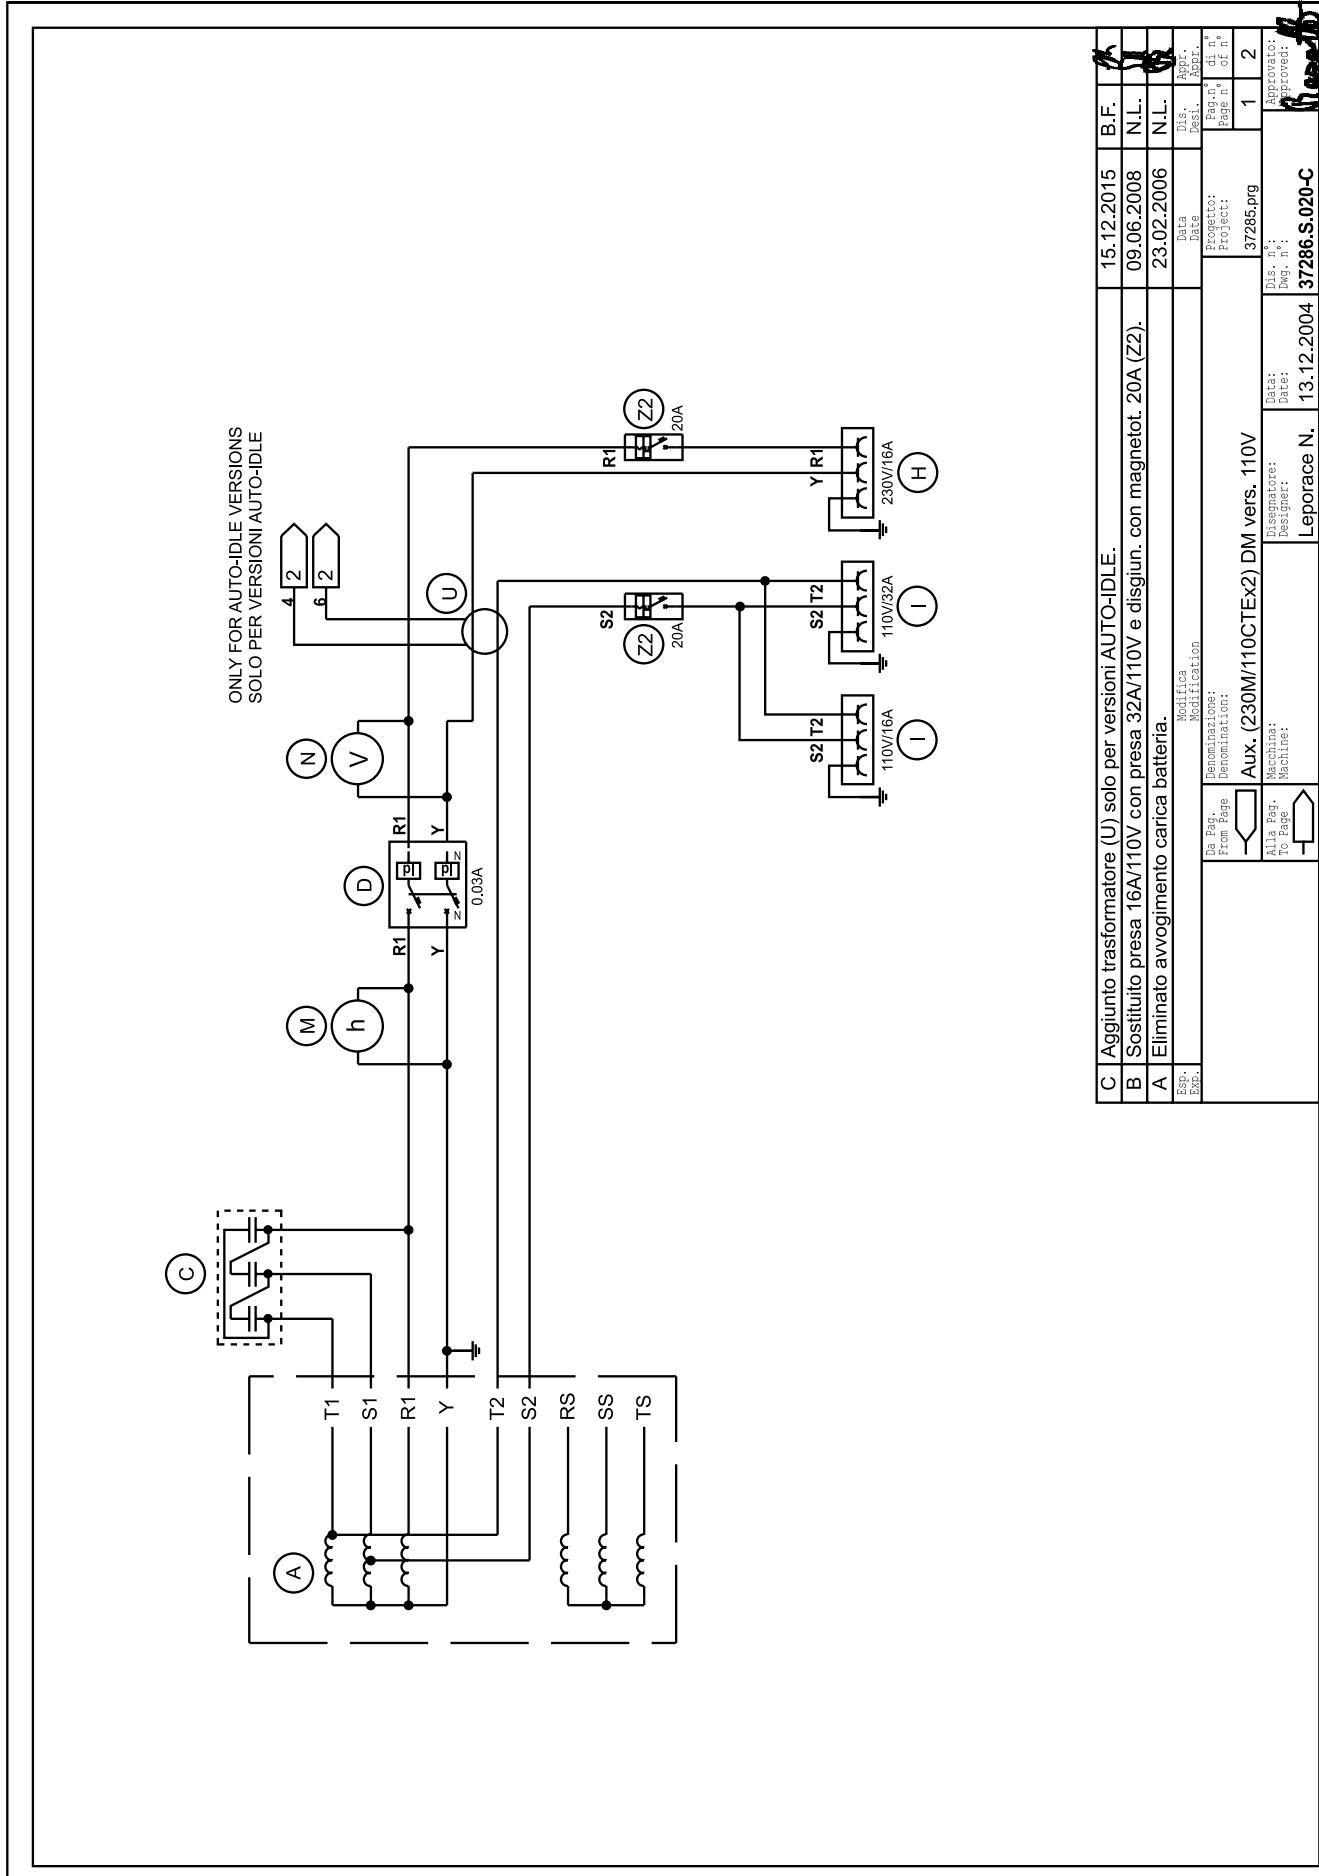 ONLY FOR AUTO-IDLE VERSIONS
SOLO PER VERSIONI AUTO-IDLE
4
2
6
2
C
M
h
N
V
U
D
R1
R1
Id
Y
Y
Id
N
N
0.03A
A
T1
S1
R1
Y
T2
S2
RS
SS
TS
R1
Z2
20A
S2
Z2
20A
S2 T2
110V/16A
I
S2 T2
110V/32A
I
Y R1
230V/16A
H
C Aggiunto trasformatore (U) solo per versioni AUTO-IDLE. 15.12.2015 B.F.
B Sostituito presa 16A/110V con presa 32A/110V e disgiun. con magnetot. 20A (Z2). 09.06.2008 N.L.
A Eliminato avvogimento carica batteria. 23.02.2006 N.L.
Esp. Modifica Data Dis. Appr.
Exp. Modification Date Desi. Appr.
Da Pag.
From Page
Denominazione:
Denomination:
Aux. (230M/110CTEx2) DM vers. 110V
Progetto:
Project:
37285.prg
Pag.n° di n°
Page n° of n°
1 2
Alla Pag.
To Page
Macchina:
Machine:
Disegnatore:
Designer:
Leporace N.
Data:
Date:
13.12.2004
Dis. n°:
Dwg. n°:
37286.S.020-C
Approvato:
Approved: